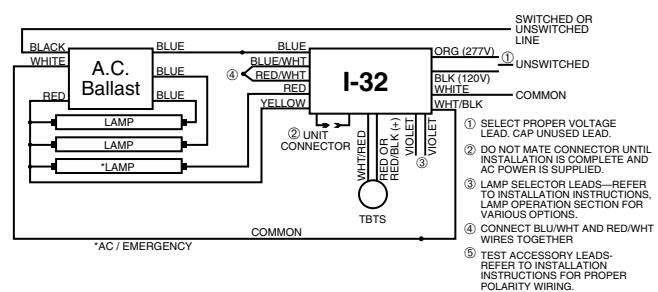 SWITCHED OR
UNSWITCHED
LINE
BLACK
BLUE
BLUE
ORG (277V)
①
WHITE
BLUE/WHT
UNSWITCHED
A.C.
Ballast
BLUE
④
I-32
RED/WHT
BLK (120V)
RED
WHITE
COMMON
RED
BLUE
YELLOW
WHT/BLK
LAMP
LAMP
*LAMP
② UNIT
CONNECTOR
WHT/RED
RED OR
RED/BLK (+)
VIOLET
VIOLET
③
TBTS
COMMON
*AC / EMERGENCY
① SELECT PROPER VOLTAGE
LEAD. CAP UNUSED LEAD.
② DO NOT MATE CONNECTOR UNTIL
INSTALLATION IS COMPLETE AND
AC POWER IS SUPPLIED.
③ LAMP SELECTOR LEADS—REFER
TO INSTALLATION INSTRUCTIONS,
LAMP OPERATION SECTION FOR
VARIOUS OPTIONS.
④ CONNECT BLU/WHT AND RED/WHT
WIRES TOGETHER
⑤ TEST ACCESSORY LEADS-
REFER TO INSTALLATION
INSTRUCTIONS FOR PROPER
POLARITY WIRING.